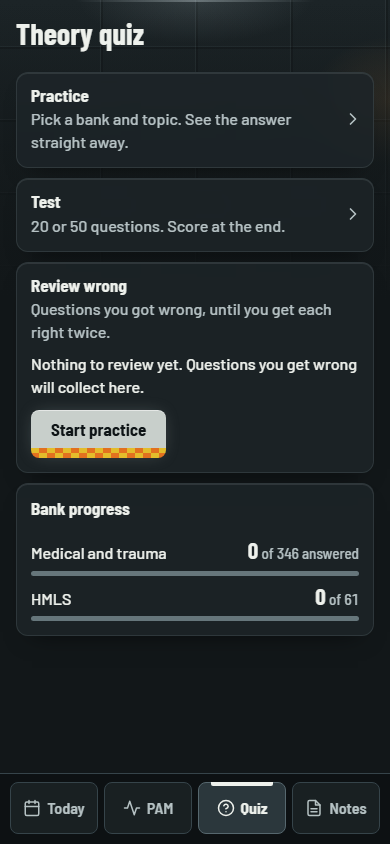 Theory quiz
Practice
Pick a bank and topic. See the answer
straight away.
Test
20 or 50 questions. Score at the end.
Review wrong
Questions you got wrong, until you get each
right twice.
Nothing to review yet. Questions you get wrong
will collect here.
Start practice
Bank progress
Medical and trauma 0 of 346 answered
HMLS 0 of 61
Today PAM Quiz Notes